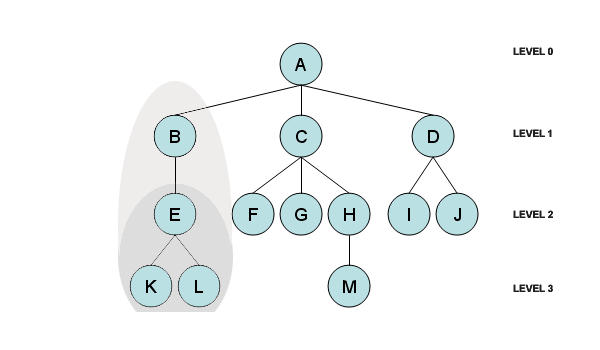 A LEVEL 0
B C D LEVEL 1
E F G H I J LEVEL 2
K L M LEVEL 3